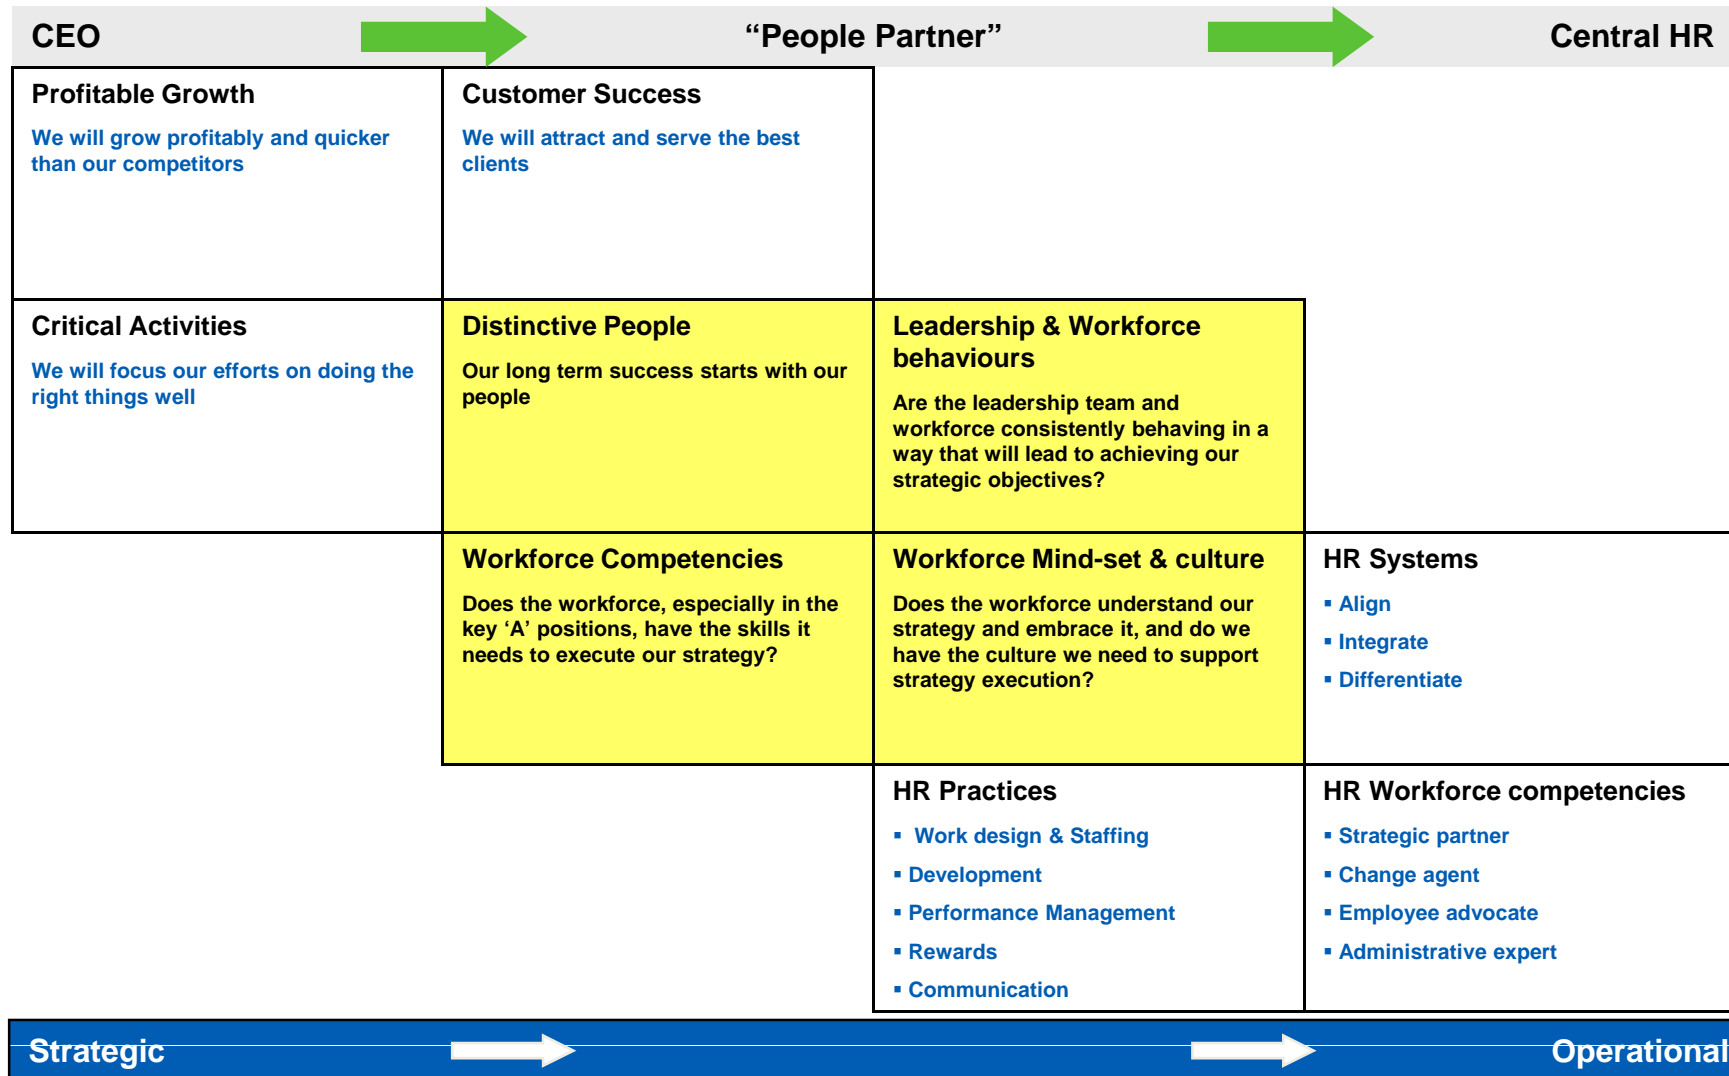 CEO “People Partner” Central HR
Profitable Growth
We will grow profitably and quicker
than our competitors
Customer Success
We will attract and serve the best
clients
Critical Activities
We will focus our efforts on doing the
right things well
Distinctive People
Our long term success starts with our
people
Leadership & Workforce
behaviours
Are the leadership team and
workforce consistently behaving in a
way that will lead to achieving our
strategic objectives?
Workforce Competencies
Does the workforce, especially in the
key ‘A’ positions, have the skills it
needs to execute our strategy?
Workforce Mind-set & culture
Does the workforce understand our
strategy and embrace it, and do we
have the culture we need to support
strategy execution?
HR Systems
▪ Align
▪ Integrate
▪ Differentiate
HR Practices
▪ Work design & Staffing
▪ Development
▪ Performance Management
▪ Rewards
▪ Communication
HR Workforce competencies
▪ Strategic partner
▪ Change agent
▪ Employee advocate
▪ Administrative expert
Strategic Operational